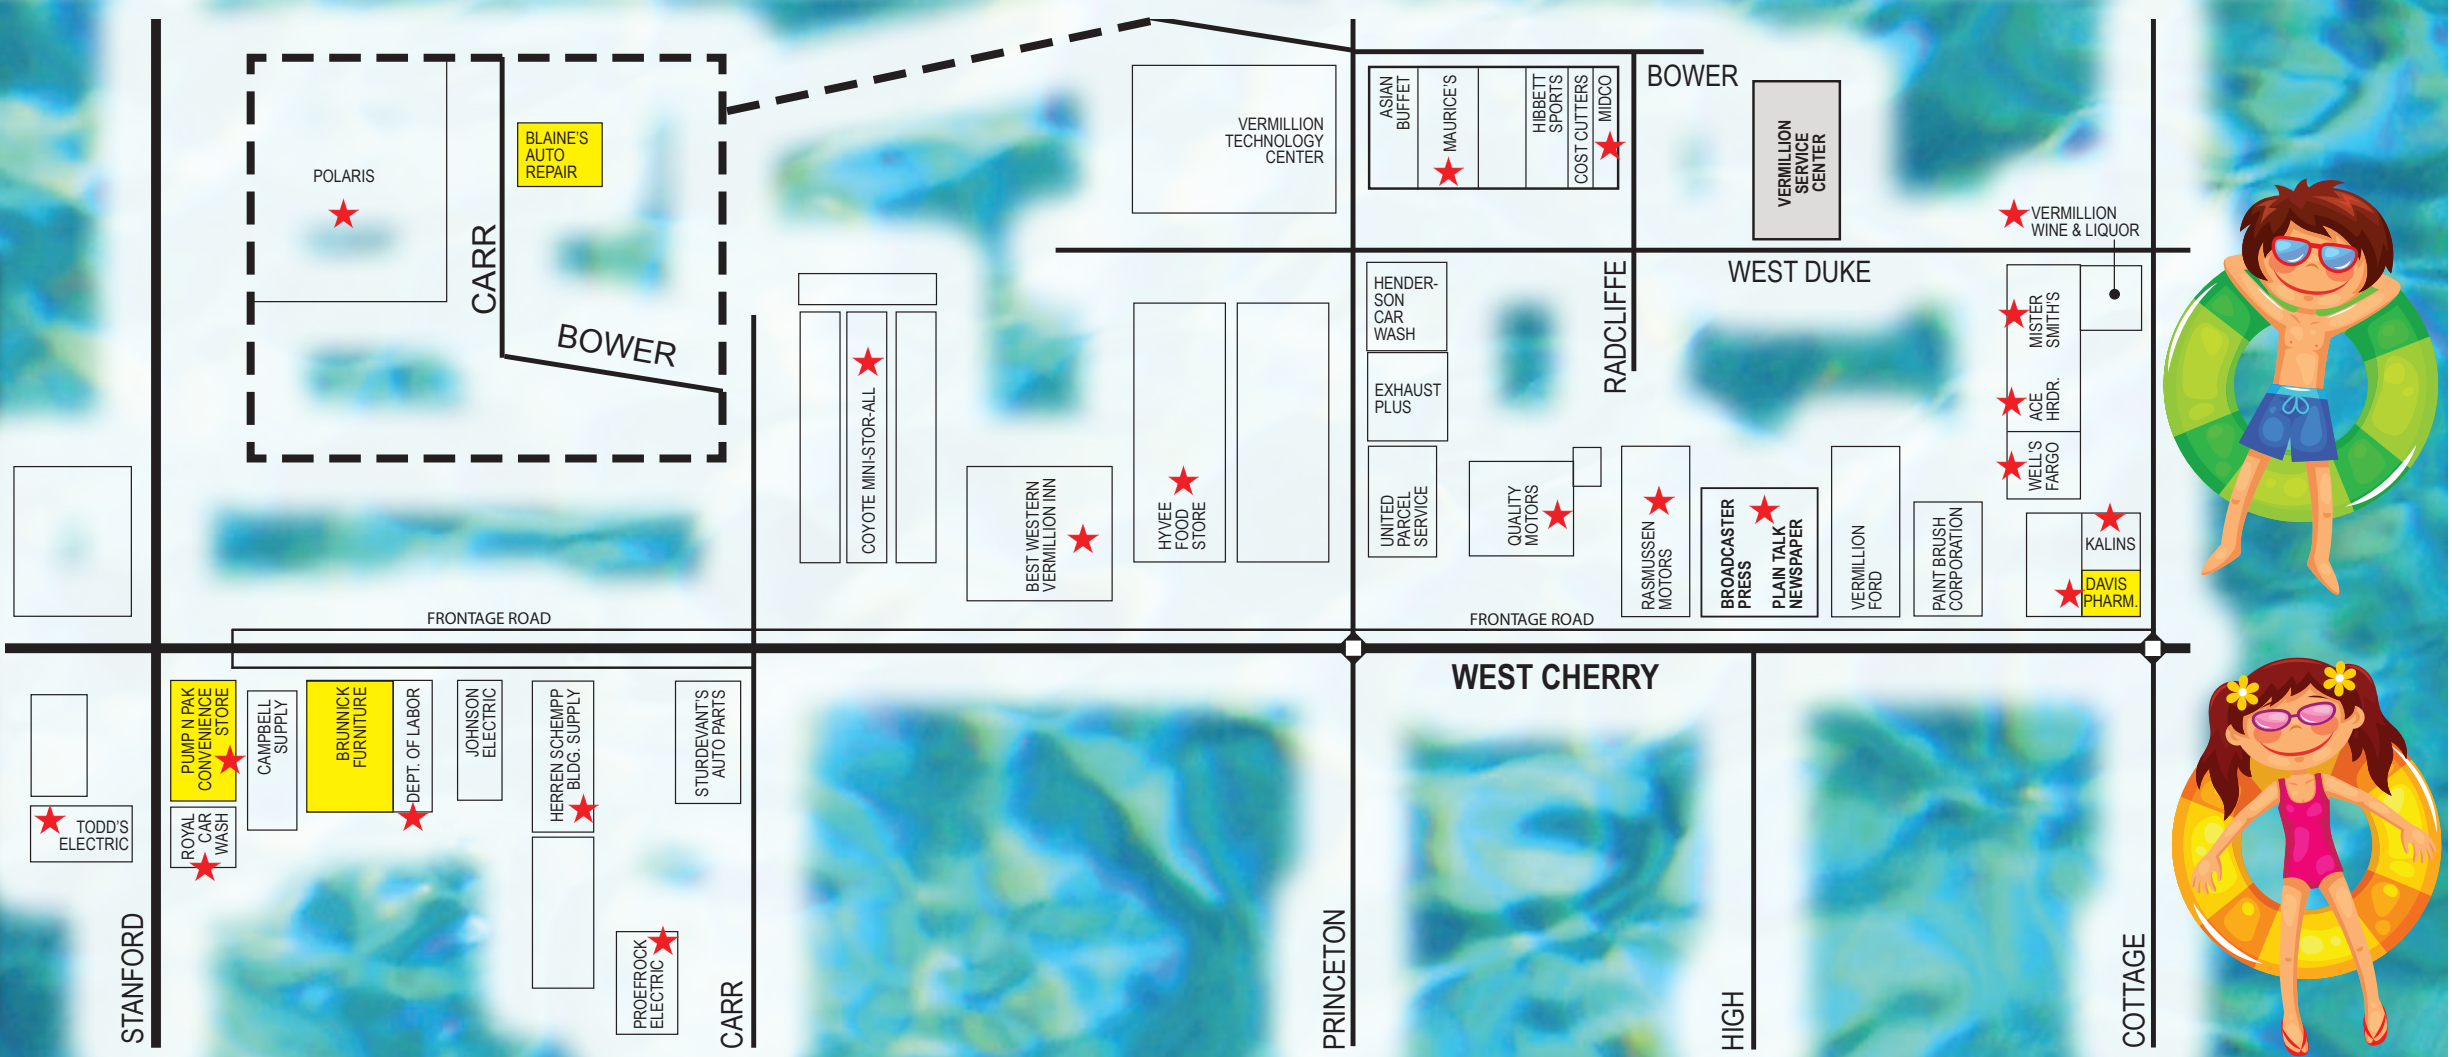 POLARIS
BLAINE'S
AUTO
REPAIR
CARR
BOWER
VERMILLION
TECHNOLOGY
CENTER
ASIAN
BUFFET
MAURICE'S
HIBBETT
SPORTS
COST CUTTERS
MIDCO
BOWER
VERMILLION
SERVICE
CENTER
VERMILLION
WINE & LIQUOR
WEST DUKE
RADCLIFFE
HENDER-
SON
CAR
WASH
EXHAUST
PLUS
UNITED
PARCEL
SERVICE
MISTER
SMITH'S
ACE
HRDR.
WELL'S
FARGO
KALINS
DAVIS
PHARM.
COYOTE MINI-STOR-ALL
BEST WESTERN
VERMILLION INN
HYVEE
FOOD
STORE
QUALITY
MOTORS
RASMUSSEN
MOTORS
BROADCASTER
PRESS
PLAIN TALK
NEWSPAPER
VERMILLION
FORD
PAINT BRUSH
CORPORATION
FRONTAGE ROAD
FRONTAGE ROAD
WEST CHERRY
TODD'S
ELECTRIC
PUMP N PAK
CONVENIENCE
STORE
ROYAL
CAR
WASH
CAMPBELL
SUPPLY
BRUNNICK
FURNITURE
DEPT. OF LABOR
JOHNSON
ELECTRIC
HERREN SCHEMPP
BLDG. SUPPLY
STURDEVANT'S
AUTO PARTS
PROEFROCK
ELECTRIC
STANFORD
CARR
PRINCETON
HIGH
COTTAGE